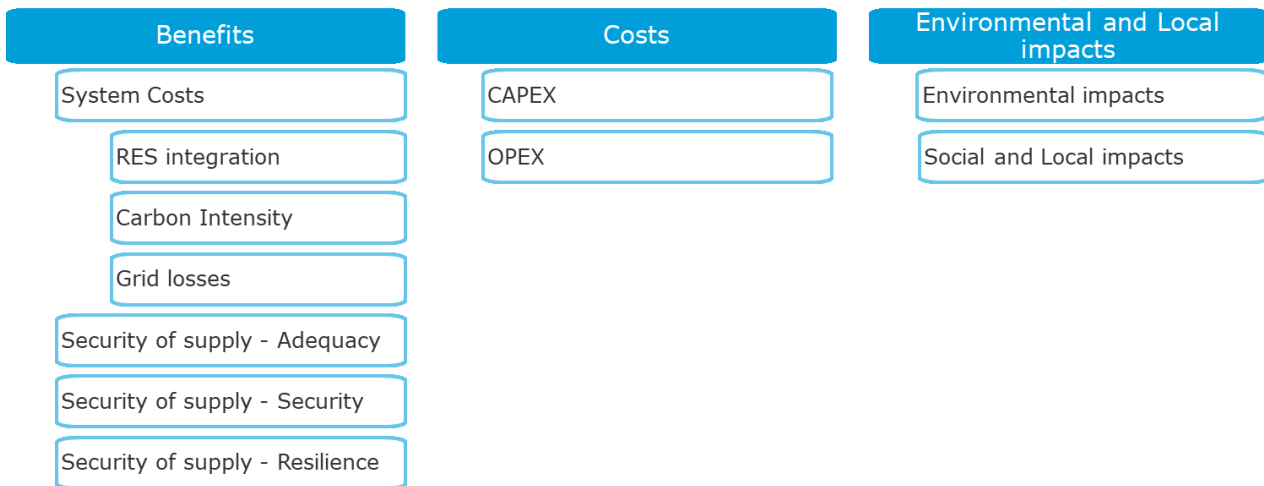 Benefits
System Costs
RES integration
Carbon Intensity
Grid losses
Security of supply - Adequacy
Security of supply - Security
Security of supply - Resilience
Costs
CAPEX
OPEX
Environmental and Local
impacts
Environmental impacts
Social and Local impacts